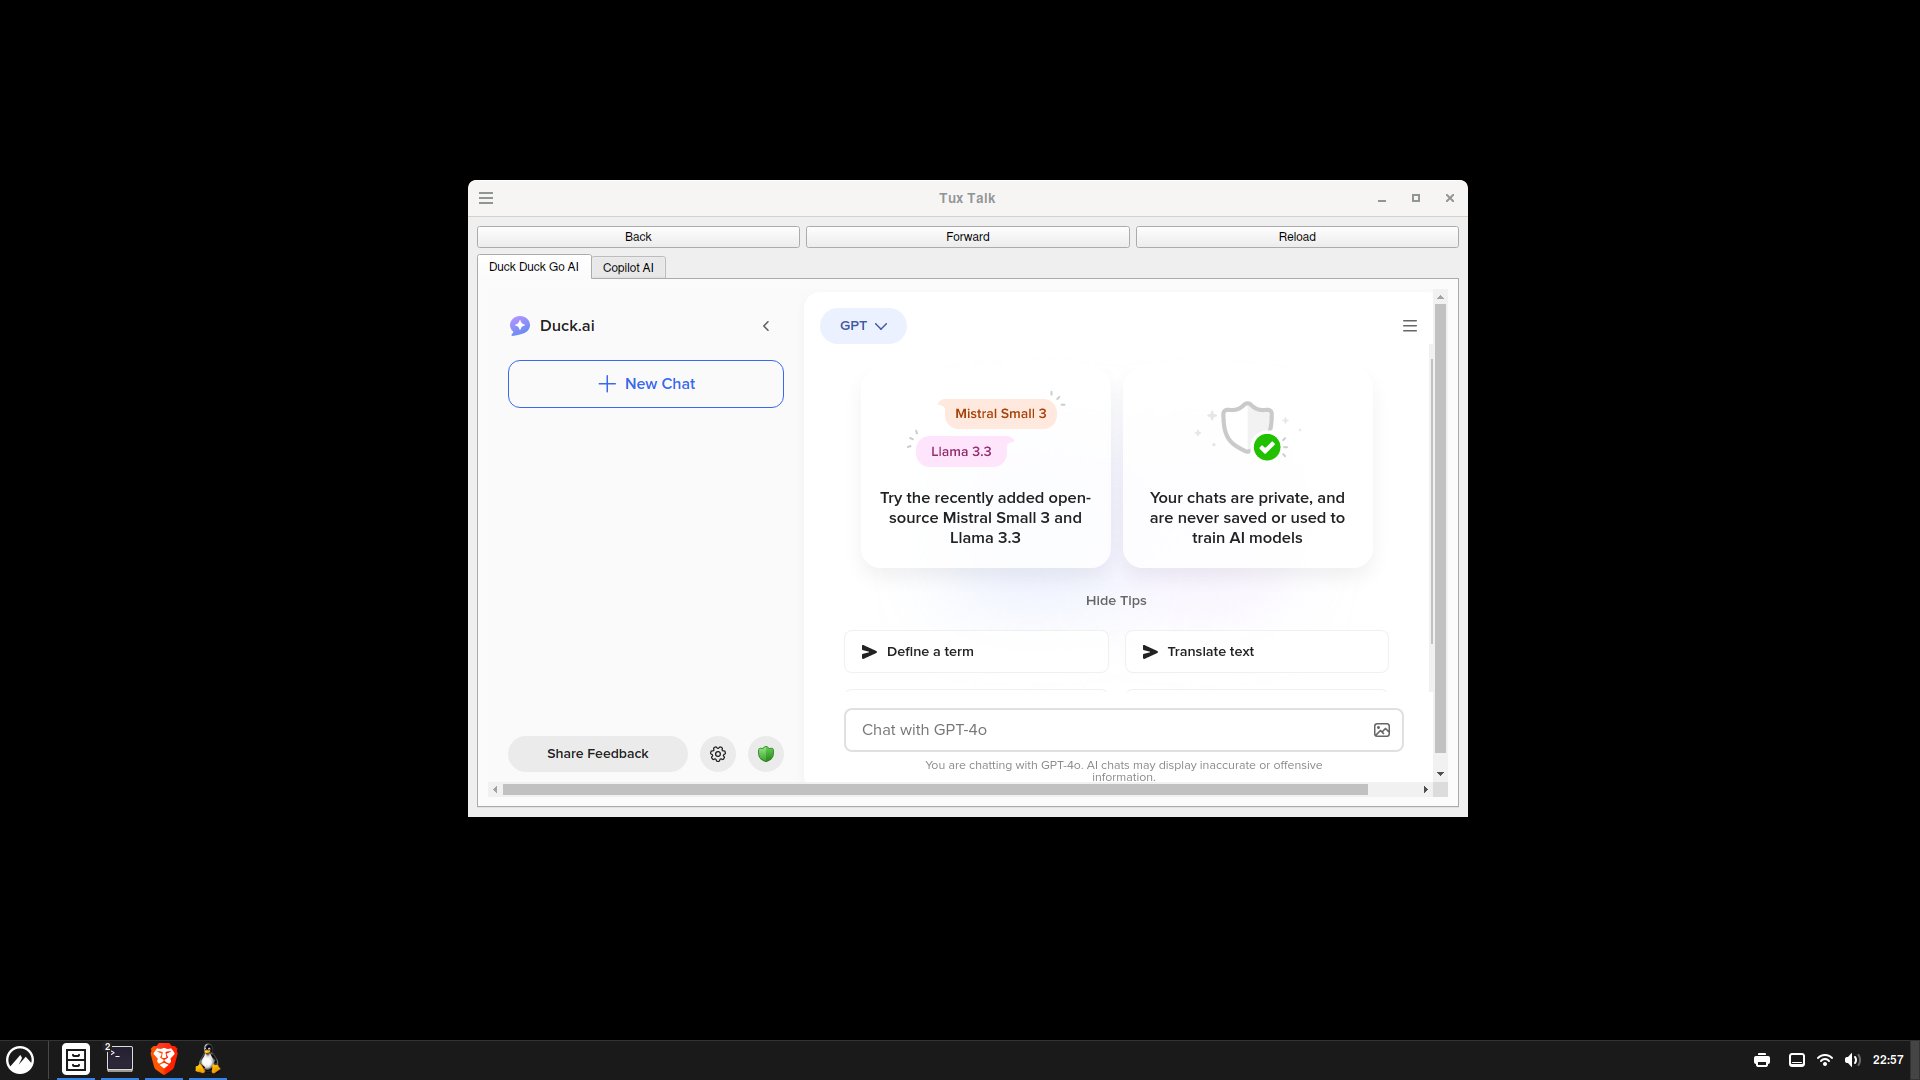 Tux Talk
Back
Forward
Reload
Duck Duck Go AI
Copilot AI
Duck.ai
New Chat
Share Feedback
GPT
Mistral Small 3
Llama 3.3
Try the recently added open-
source Mistral Small 3 and
Llama 3.3
Your chats are private, and
are never saved or used to
train AI models
Hide Tips
Define a term
Translate text
Chat with GPT-4o
You are chatting with GPT-4o. AI chats may display inaccurate or offensive
information.
2
>_
22:57